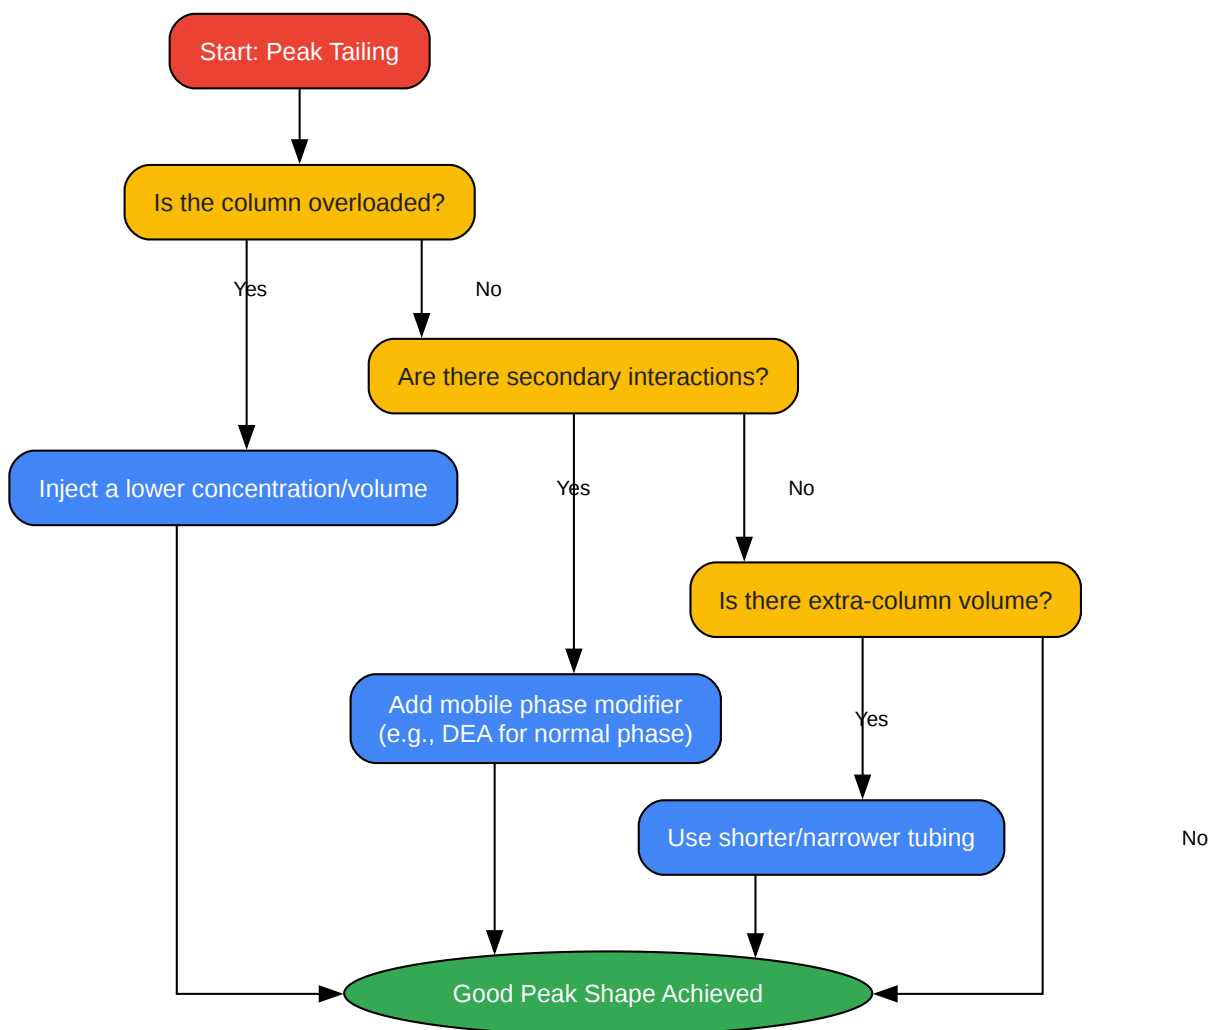 Start: Peak Tailing
Is the column overloaded?
Yes
No
Are there secondary interactions?
Inject a lower concentration/volume
Yes
No
Is there extra-column volume?
Add mobile phase modifier
(e.g., DEA for normal phase)
Yes
Use shorter/narrower tubing
No
Good Peak Shape Achieved